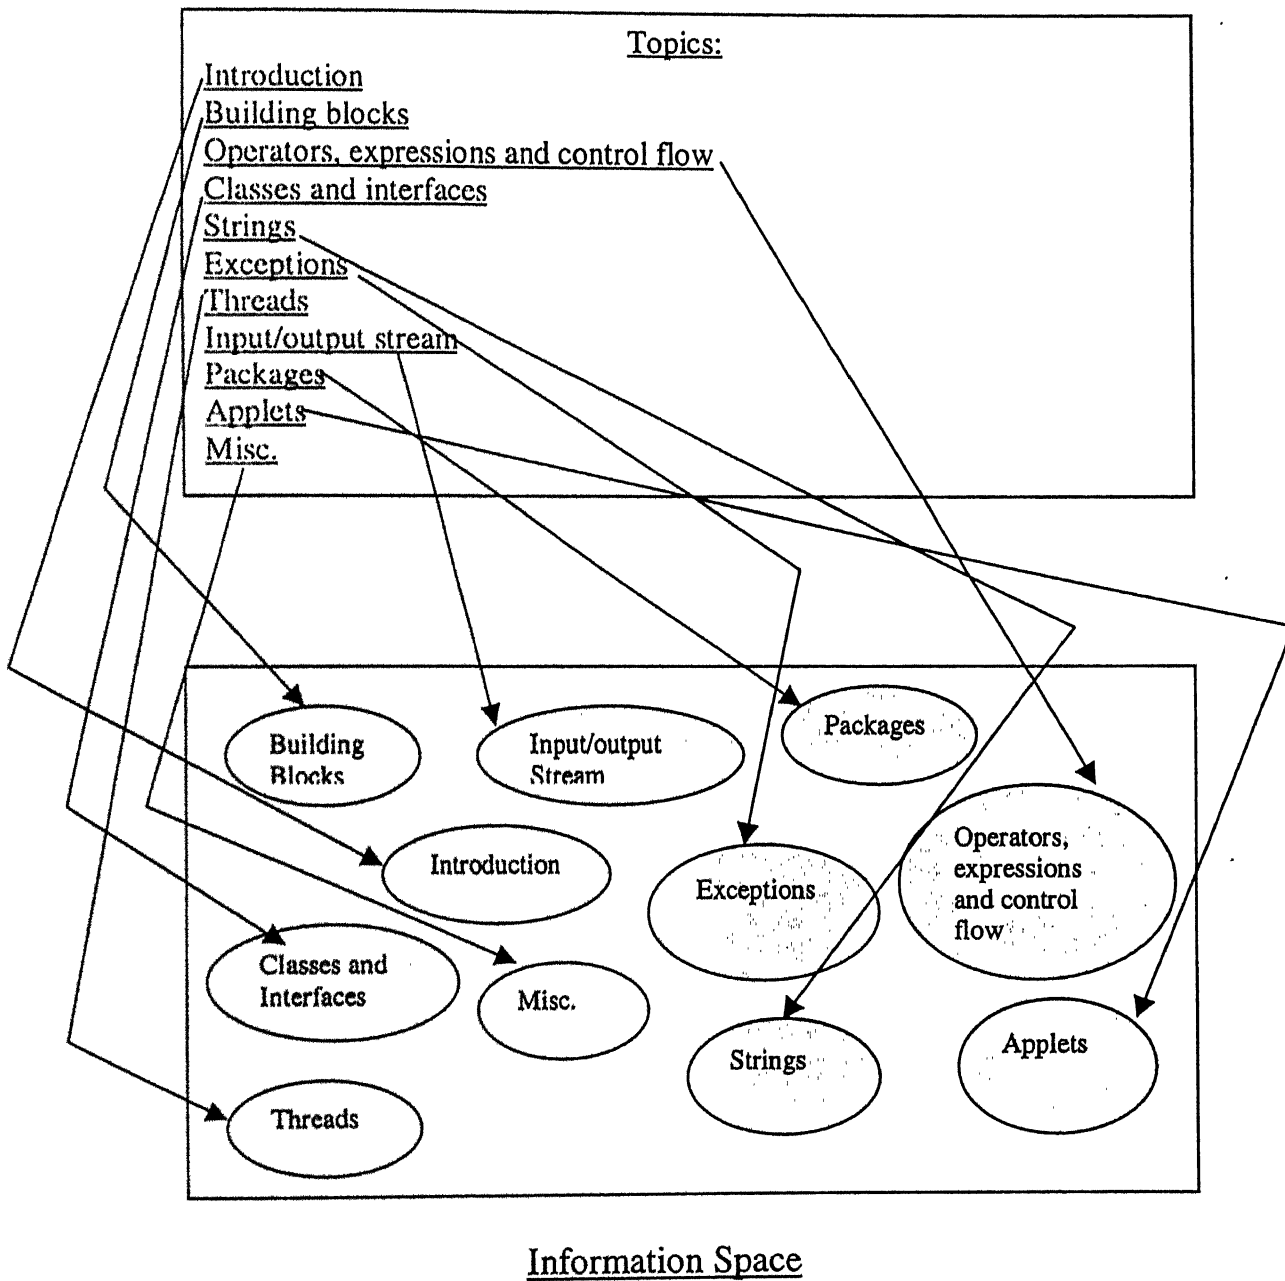 Topics:
Introduction
Building blocks
Operators, expressions and control flow
Classes and interfaces
Strings
Exceptions
Threads
Input/output stream
Packages
Applets
Misc.
Building
Blocks
Input/output
Stream
Packages
Introduction
Exceptions
Operators,
expressions
and control
flow
Classes and
Interfaces
Misc.
Strings
Applets
Threads
Information Space